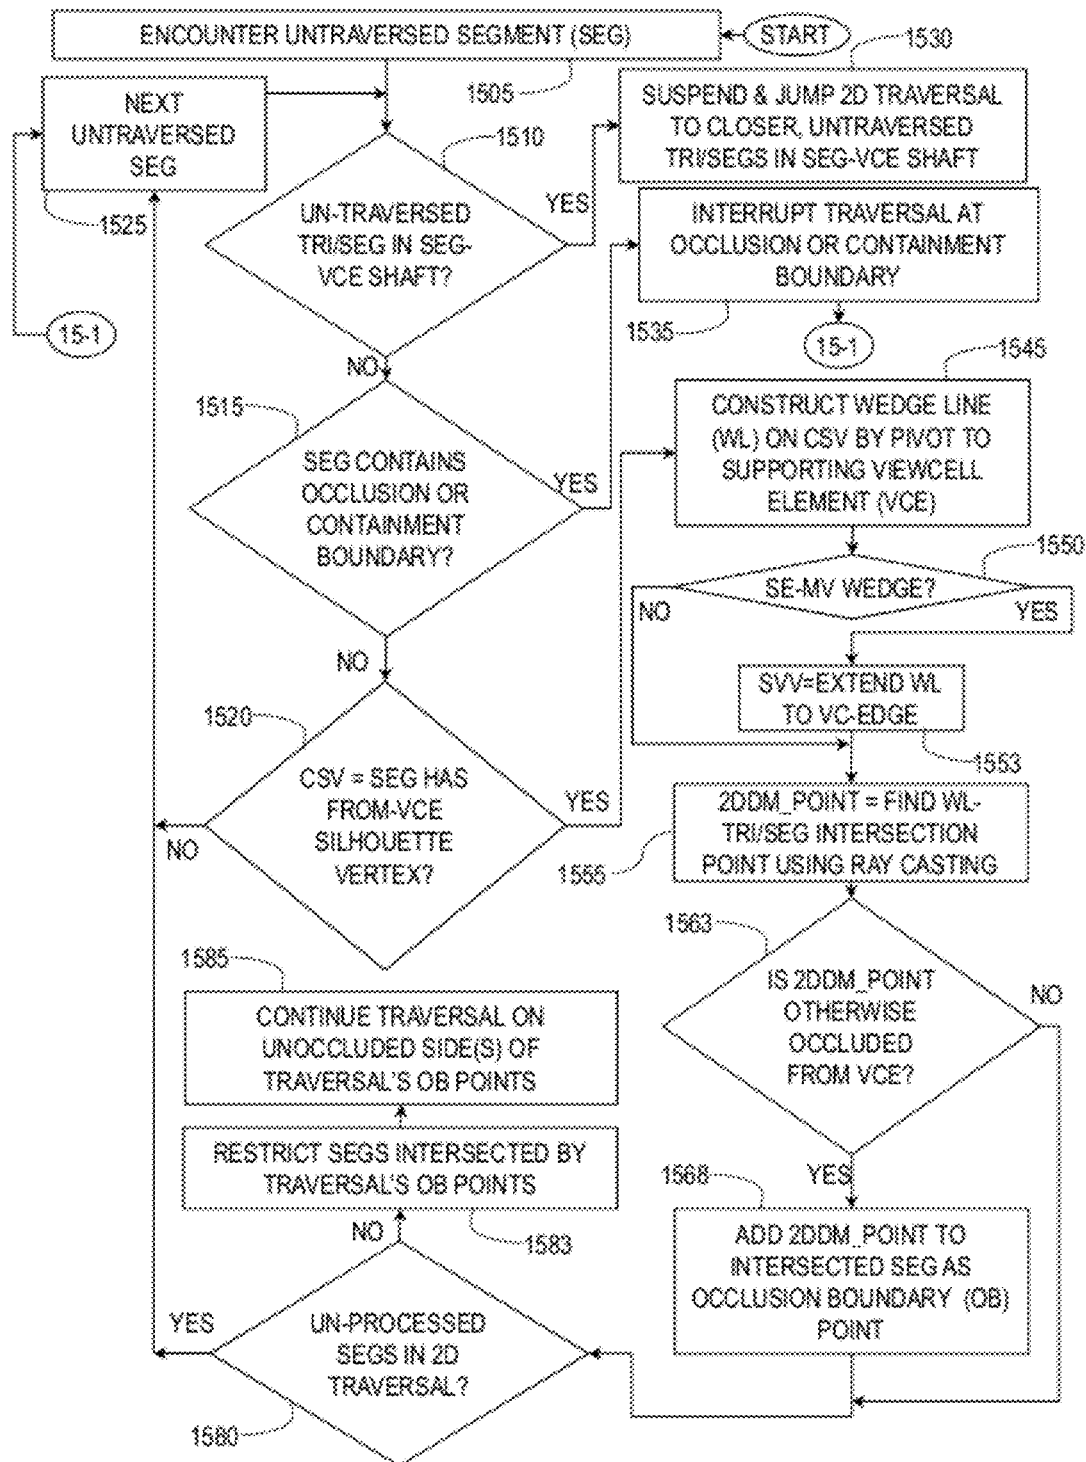 ENCOUNTER UNTRAVERSED SEGMENT (SEG)
START
1505
NEXT
UNTRAVERSED
SEG
1525
1530
SUSPEND & JUMP 2D TRAVERSAL
TO CLOSER, UNTRAVERSED
TRI/SEGS IN SEG-VCE SHAFT
1510
UN-TRAVERSED
TRI/SEG IN SEG-
VCE SHAFT?
YES
NO
INTERRUPT TRAVERSAL AT
OCCLUSION OR CONTAINMENT
BOUNDARY
1535
15-1
15-1
1515
SEG CONTAINS
OCCLUSION OR
CONTAINMENT
BOUNDARY?
YES
NO
1545
CONSTRUCT WEDGE LINE
(WL) ON CSV BY PIVOT TO
SUPPORTING VIEWCELL
ELEMENT (VCE)
1550
SE-MV WEDGE?
NO
YES
SVV=EXTEND WL
TO VC-EDGE
1553
1520
CSV = SEG HAS
FROM-VCE
SILHOUETTE
VERTEX?
YES
NO
2DDM_POINT = FIND WL-
TRI/SEG INTERSECTION
POINT USING RAY CASTING
1555
1563
IS 2DDM_POINT
OTHERWISE
OCCLUDED
FROM VCE?
NO
YES
1568
ADD 2DDM_POINT TO
INTERSECTED SEG AS
OCCLUSION BOUNDARY (OB)
POINT
1585
CONTINUE TRAVERSAL ON
UNOCCLUDED SIDE(S) OF
TRAVERSAL'S OB POINTS
RESTRICT SEGS INTERSECTED BY
TRAVERSAL'S OB POINTS
1583
NO
YES
UN-PROCESSED
SEGS IN 2D
TRAVERSAL?
1580